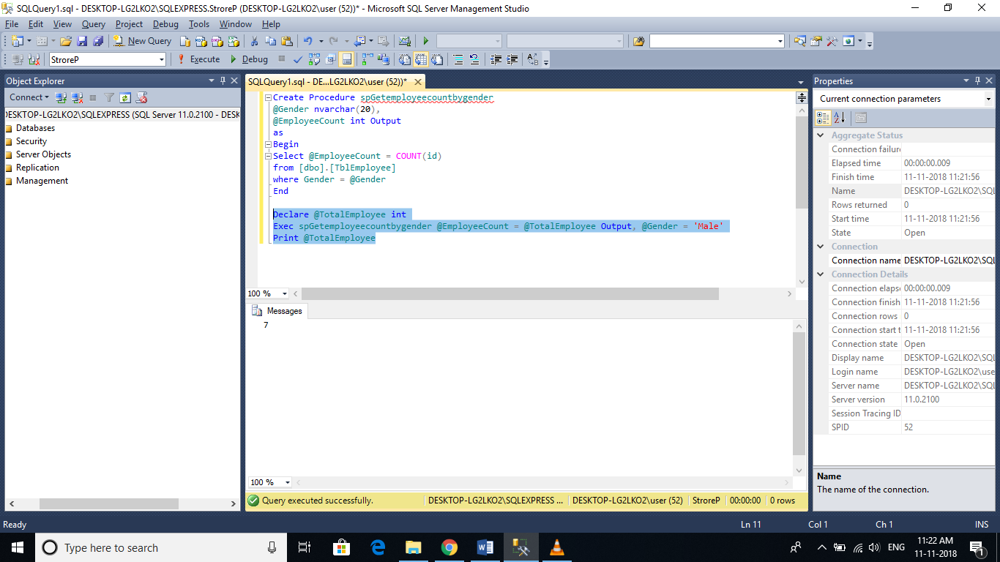 SQLQuery1.sql - DESKTOP-LG2LKO2\SQLEXPRESS.StroreP (DESKTOP-LG2LKO2\user (52))* - Microsoft SQL Server Management Studio
File Edit View Query Project Debug Tools Window Help
New Query
StroreP
Execute
Debug
Object Explorer
Connect
DESKTOP-LG2LKO2\SQLEXPRESS (SQL Server 11.0.2100 - DESK
Databases
Security
Server Objects
Replication
Management
SQLQuery1.sql - DE...LG2LKO2\user (52))*
Create Procedure spGetemployeecountbygender
@Gender nvarchar(20),
@EmployeeCount int Output
as
Begin
Select @EmployeeCount = COUNT(id)
from [dbo].[TblEmployee]
where Gender = @Gender
End
Declare @TotalEmployee int
Exec spGetemployeecountbygender @EmployeeCount = @TotalEmployee Output, @Gender = 'Male'
Print @TotalEmployee
100 %
Messages
7
100 %
Query executed successfully.
DESKTOP-LG2LKO2\SQLEXPRESS ...
DESKTOP-LG2LKO2\user (52)
StroreP
00:00:00
0 rows
Properties
Current connection parameters
Aggregate Status
Connection failure
Elapsed time 00:00:00.009
Finish time 11-11-2018 11:21:56
Name DESKTOP-LG2LKO2\SQL
Rows returned 0
Start time 11-11-2018 11:21:56
State Open
Connection
Connection name DESKTOP-LG2LKO2\SQL
Connection Details
Connection elapse 00:00:00.009
Connection finish 11-11-2018 11:21:56
Connection rows 0
Connection start t 11-11-2018 11:21:56
Connection state Open
Display name DESKTOP-LG2LKO2\SQL
Login name DESKTOP-LG2LKO2\use
Server name DESKTOP-LG2LKO2\SQL
Server version 11.0.2100
Session Tracing ID
SPID 52
Name
The name of the connection.
Ready
Ln 11
Col 1
Ch 1
INS
Type here to search
ENG
11:22 AM
11-11-2018
1